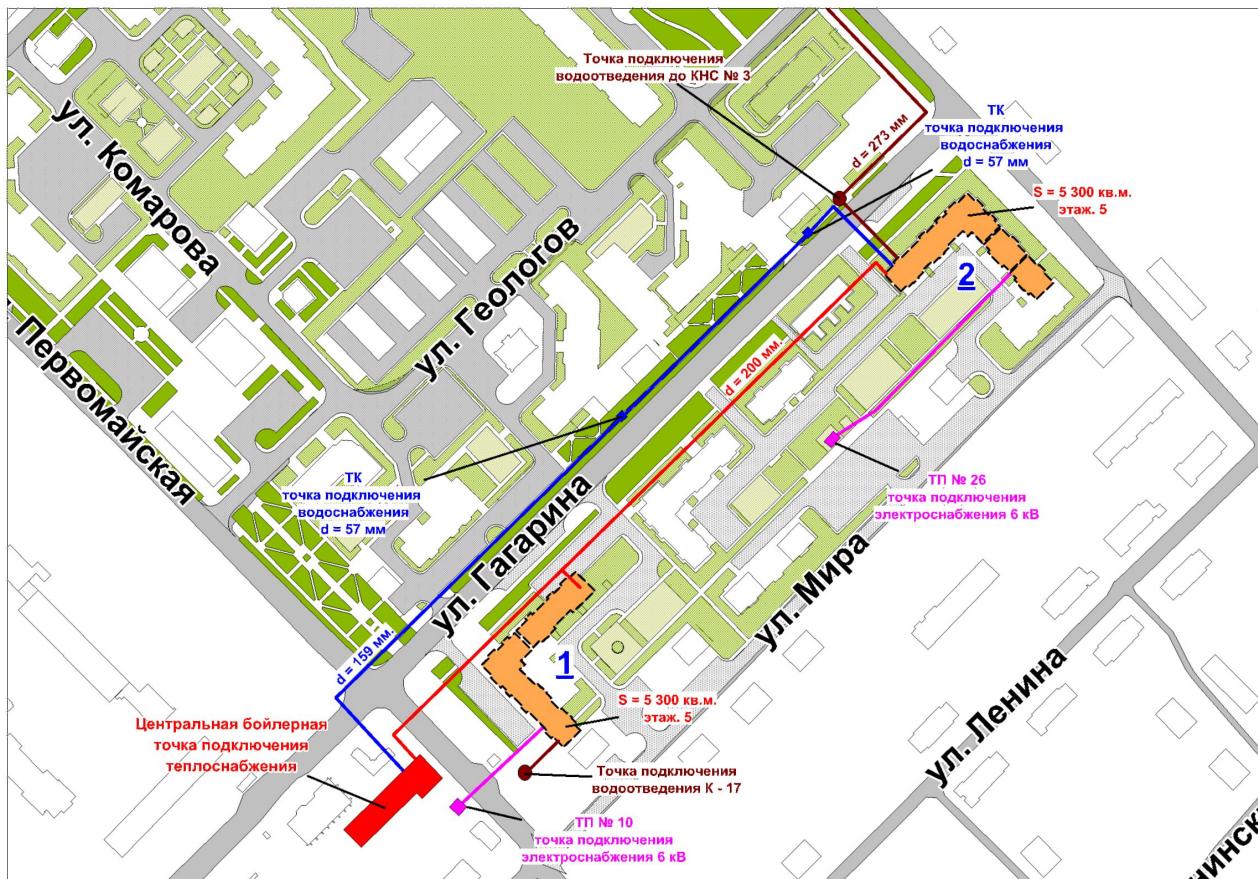 Точка подключения
водоотведения до КНС № 3
ТК
точка подключения
водоснабжения
d = 57 мм
d = 273 мм
S = 5 300 кв.м.
этаж. 5
2
ул. Комарова
ул. Геологов
Первомайская
d = 200 мм.
ТК
точка подключения
водоснабжения
d = 57 мм
ул. Гагарина
ТП № 26
точка подключения
электроснабжения 6 кВ
ул. Мира
d = 159 мм.
1
S = 5 300 кв.м.
этаж. 5
Центральная бойлерная
точка подключения
теплоснабжения
Точка подключения
водоотведения К - 17
ТП № 10
точка подключения
электроснабжения 6 кВ
ул. Ленина